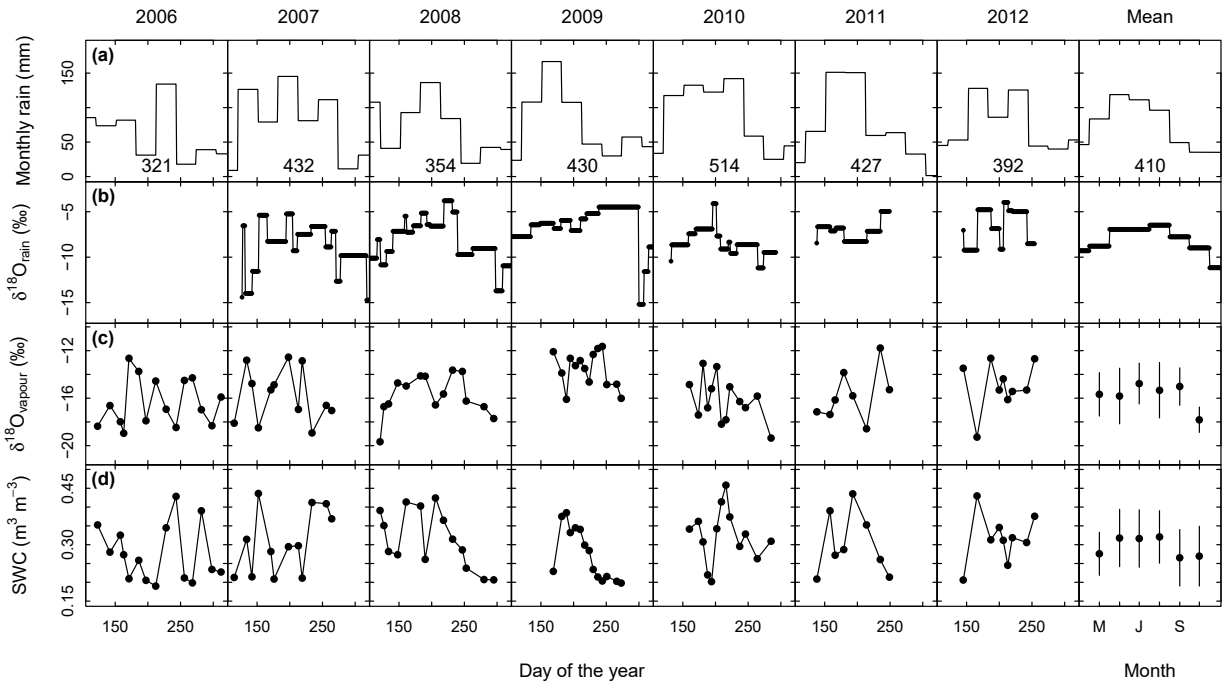 2006 2007 2008 2009 2010 2011 2012 Mean
(a)
Monthly rain (mm)
0 50 150
321 432 354 430 514 427 392 410
(b)
δ¹⁸O_rain (‰)
−15 −10 −5
(c)
δ¹⁸O_vapour (‰)
−20 −16 −12
(d)
SWC (m³ m⁻³)
0.15 0.30 0.45
150 250 150 250 150 250 150 250 150 250 150 250 150 250 M J S
Day of the year Month